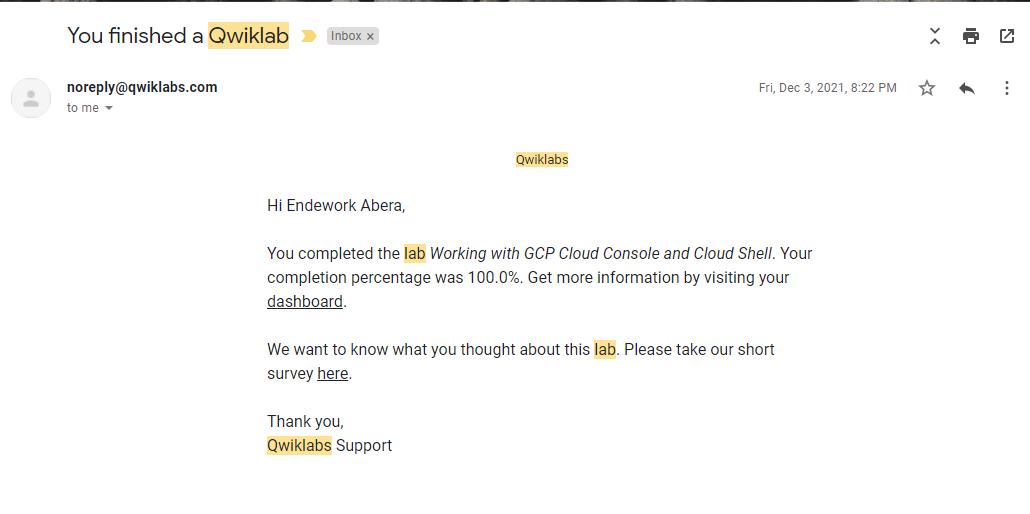 You finished a Qwiklab
Inbox ×
noreply@qwiklabs.com
Fri, Dec 3, 2021, 8:22 PM
to me
Qwiklabs
Hi Endework Abera,
You completed the lab Working with GCP Cloud Console and Cloud Shell. Your
completion percentage was 100.0%. Get more information by visiting your
dashboard.
We want to know what you thought about this lab. Please take our short
survey here.
Thank you,
Qwiklabs Support